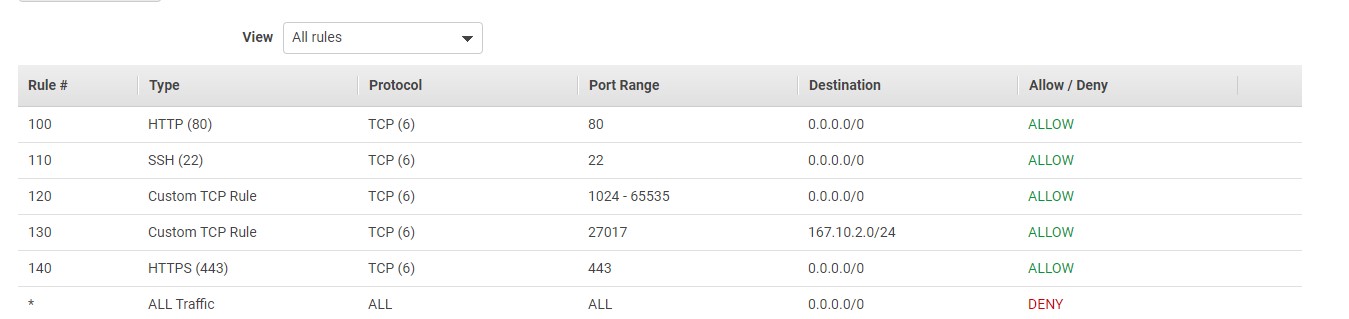 View All rules
Rule # Type Protocol Port Range Destination Allow / Deny
100 HTTP (80) TCP (6) 80 0.0.0.0/0 ALLOW
110 SSH (22) TCP (6) 22 0.0.0.0/0 ALLOW
120 Custom TCP Rule TCP (6) 1024 - 65535 0.0.0.0/0 ALLOW
130 Custom TCP Rule TCP (6) 27017 167.10.2.0/24 ALLOW
140 HTTPS (443) TCP (6) 443 0.0.0.0/0 ALLOW
* ALL Traffic ALL ALL 0.0.0.0/0 DENY